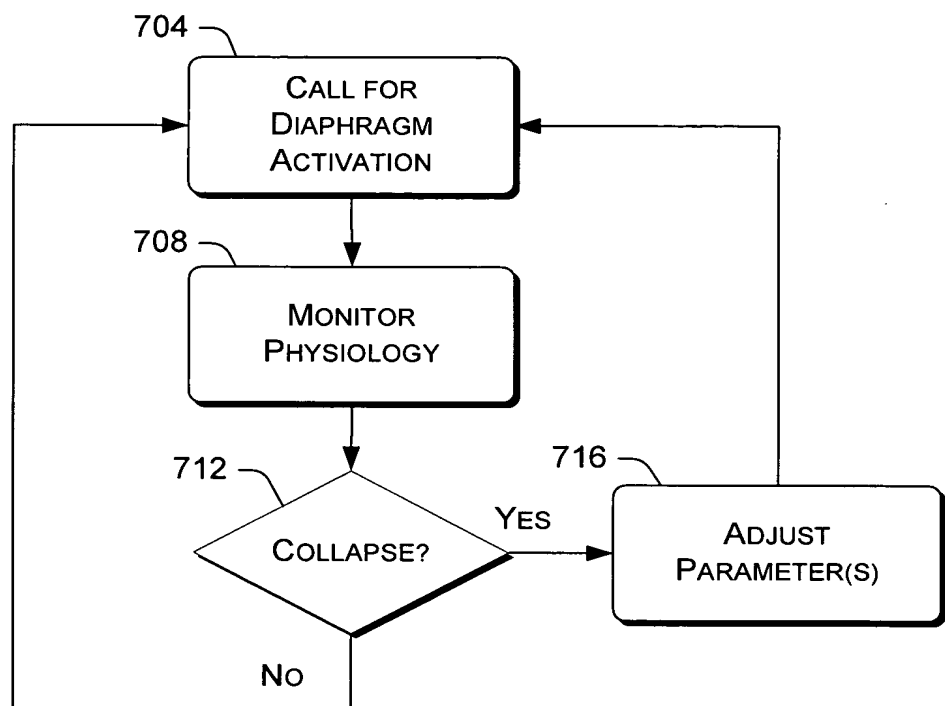 704
CALL FOR
DIAPHRAGM
ACTIVATION
708
MONITOR
PHYSIOLOGY
712
COLLAPSE?
YES
716
ADJUST
PARAMETER(S)
NO